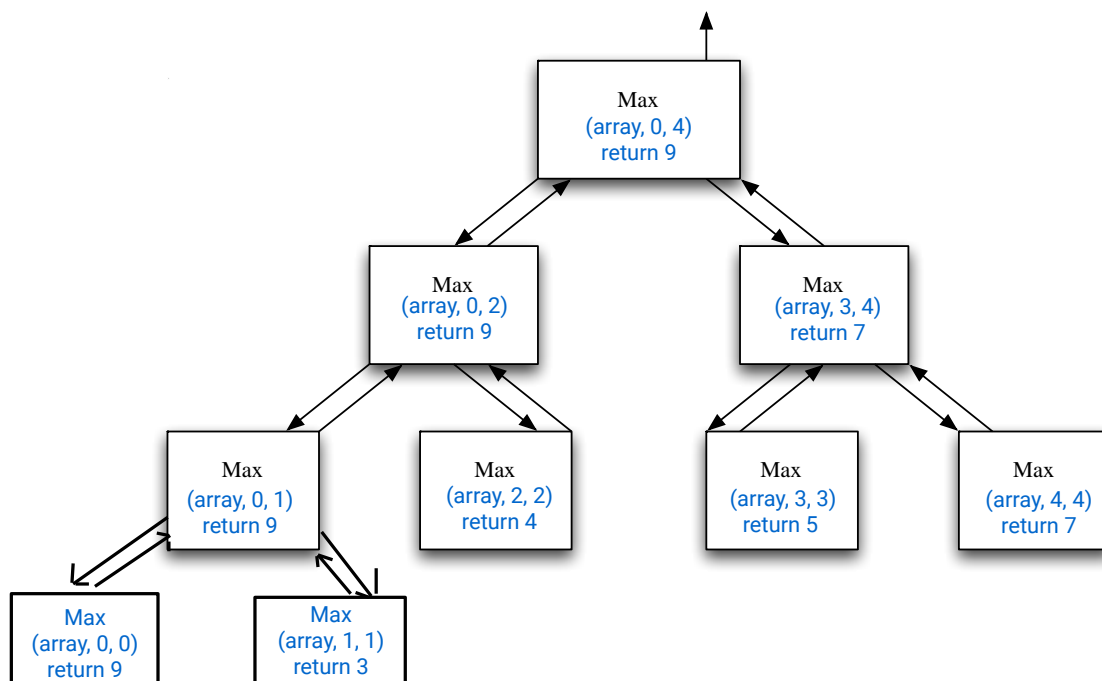 Max
(array, 0, 4)
return 9
Max
(array, 0, 2)
return 9
Max
(array, 3, 4)
return 7
Max
(array, 0, 1)
return 9
Max
(array, 2, 2)
return 4
Max
(array, 3, 3)
return 5
Max
(array, 4, 4)
return 7
Max
(array, 0, 0)
return 9
Max
(array, 1, 1)
return 3